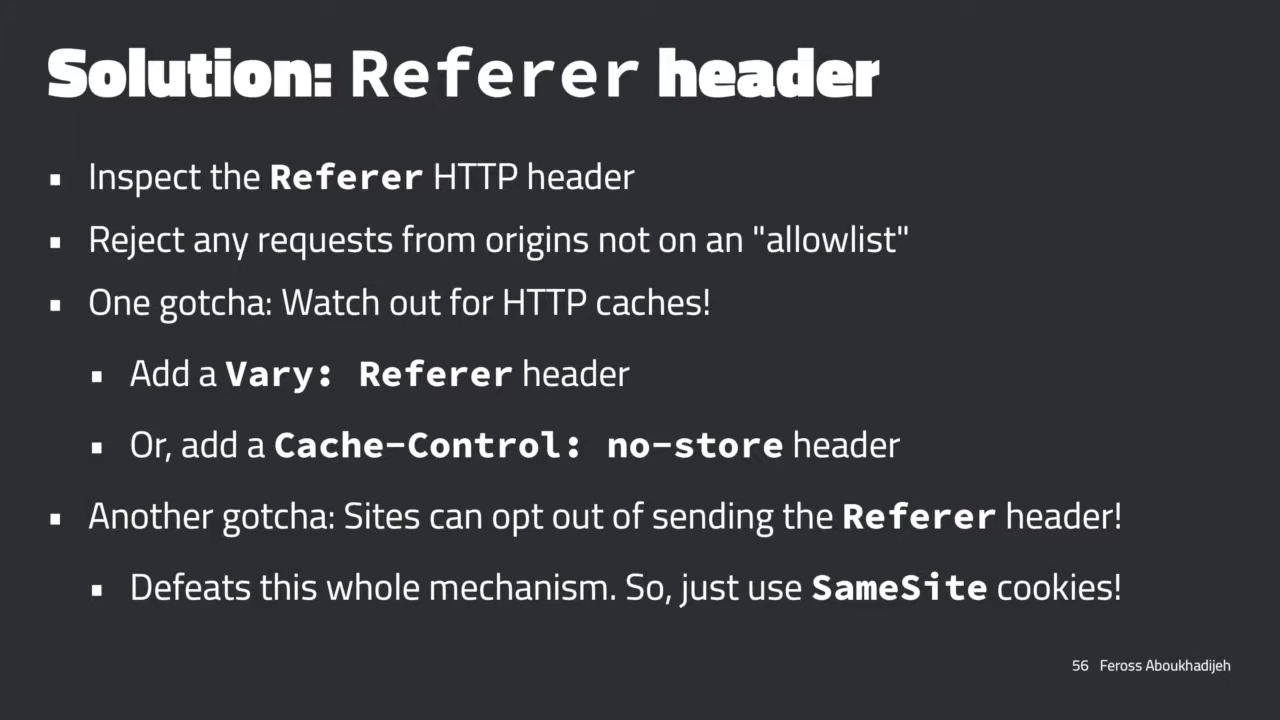 Solution: Referer header
▪ Inspect the Referer HTTP header
▪ Reject any requests from origins not on an "allowlist"
▪ One gotcha: Watch out for HTTP caches!
▪ Add a Vary: Referer header
▪ Or, add a Cache-Control: no-store header
▪ Another gotcha: Sites can opt out of sending the Referer header!
▪ Defeats this whole mechanism. So, just use SameSite cookies!
56 Feross Aboukhadijeh